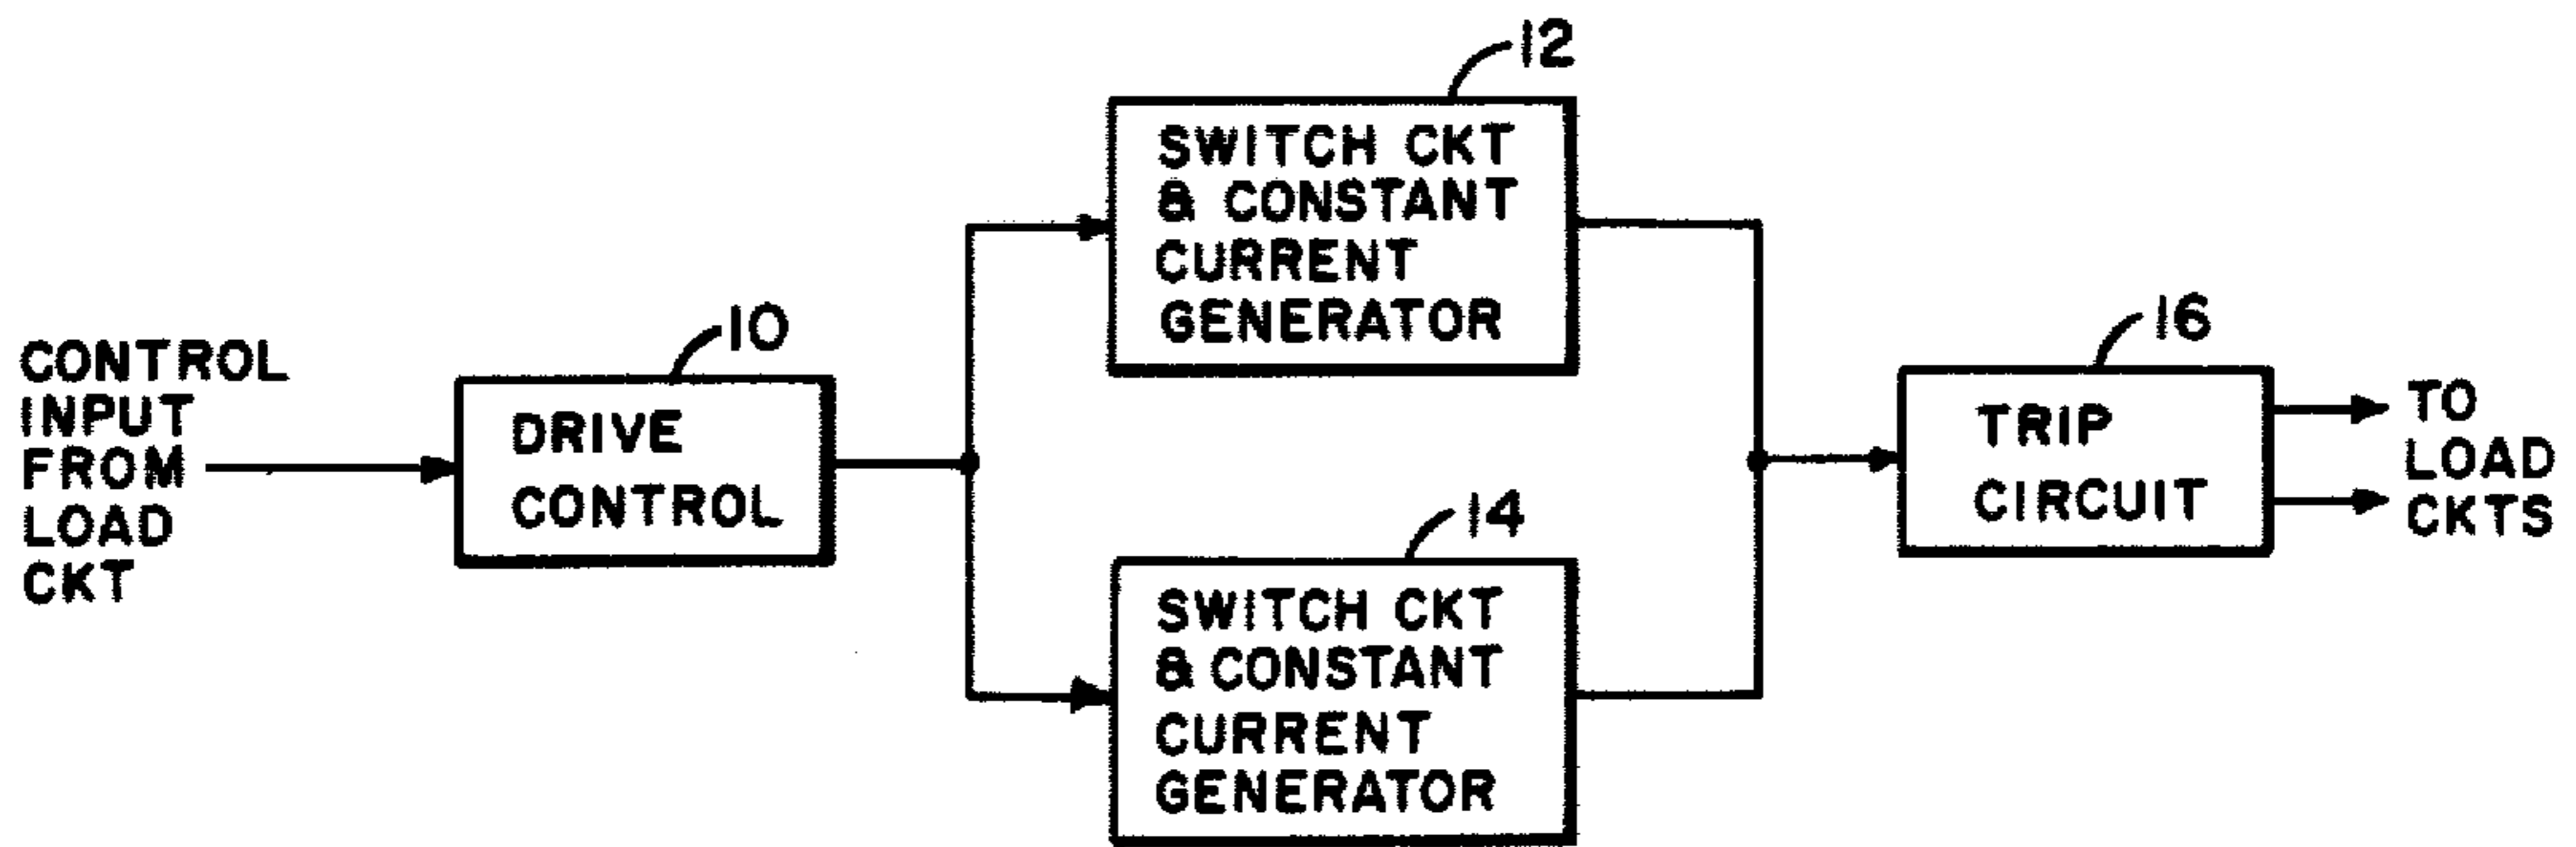 CONTROL
INPUT
FROM
LOAD
CKT
10
DRIVE
CONTROL
12
SWITCH CKT
& CONSTANT
CURRENT
GENERATOR
14
SWITCH CKT
& CONSTANT
CURRENT
GENERATOR
16
TRIP
CIRCUIT
TO
LOAD
CKTS